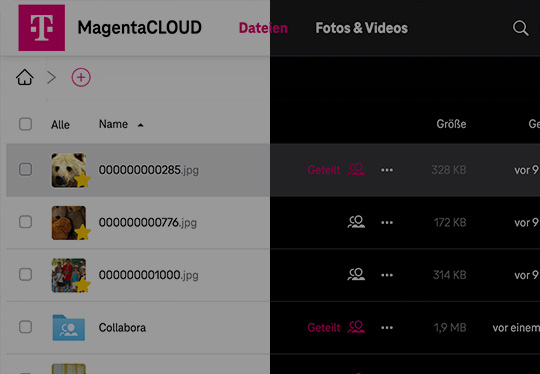 T MagentaCLOUD Dateien Fotos & Videos
Alle Name Größe Ge
000000000285.jpg Geteilt 328 KB vor 9
000000000776.jpg 172 KB vor 9
000000001000.jpg 314 KB vor 9
Collabora Geteilt 1,9 MB vor einem